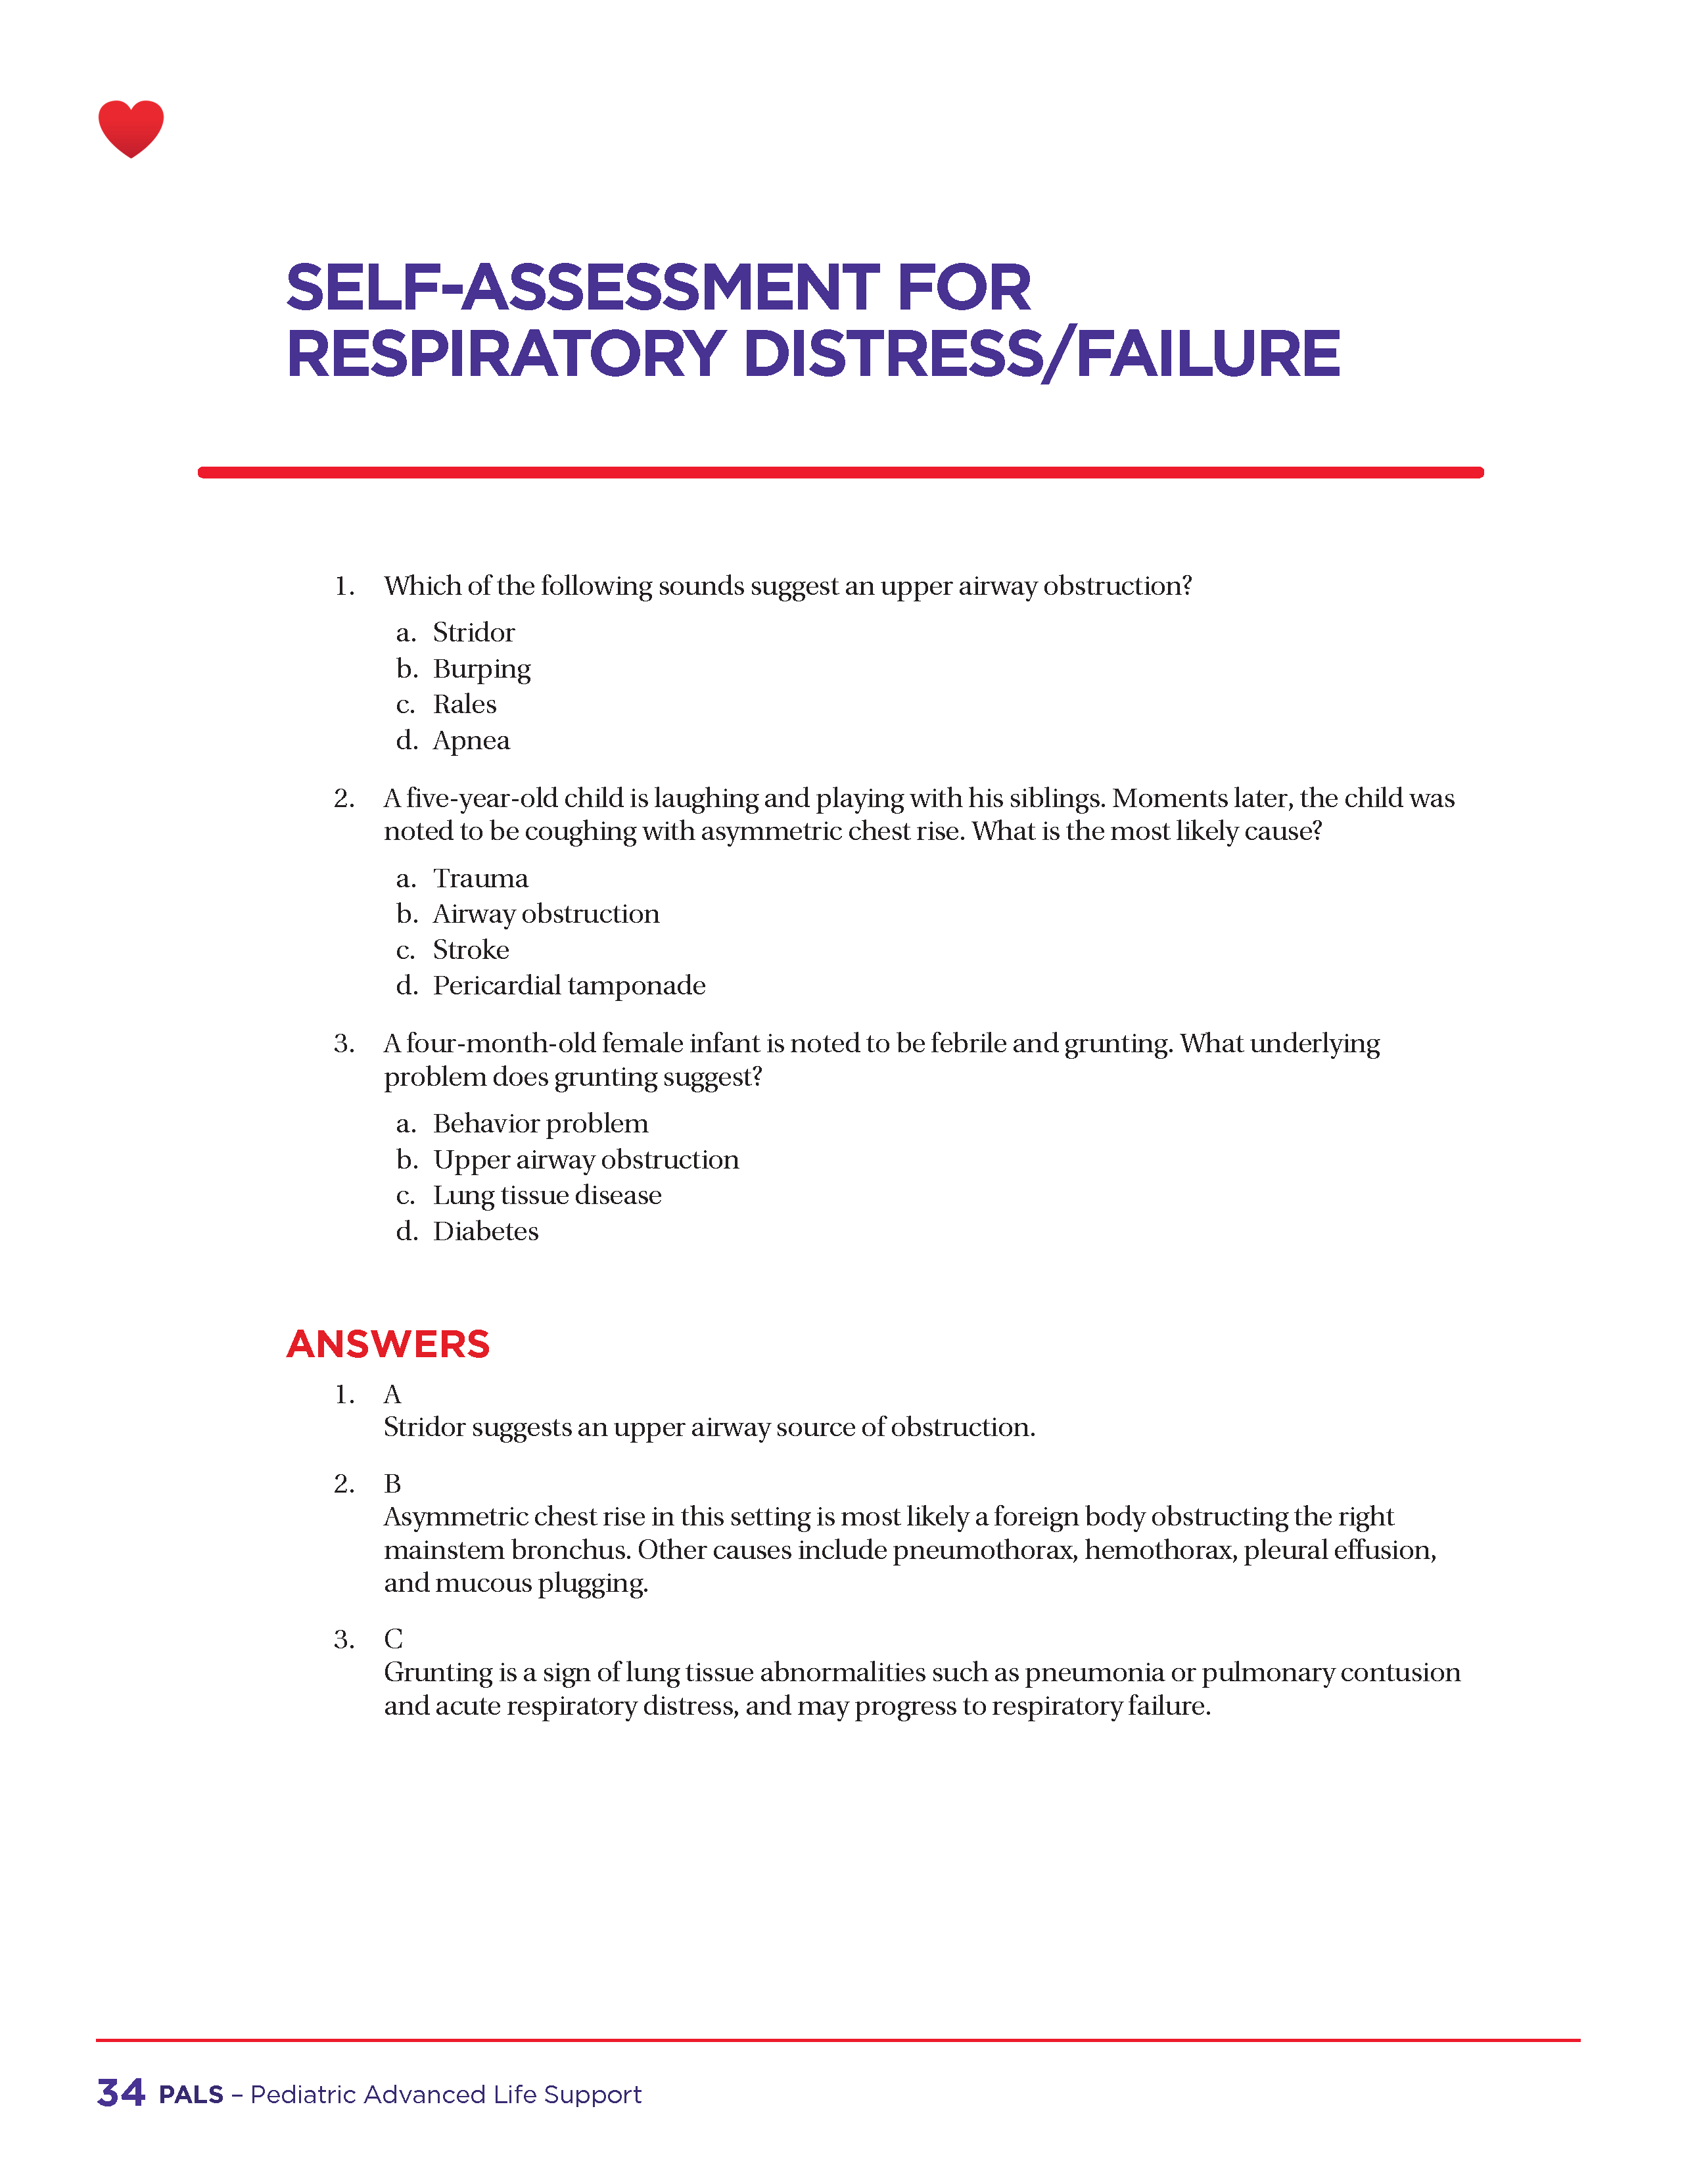 SELF-ASSESSMENT FOR
RESPIRATORY DISTRESS/FAILURE
1. Which of the following sounds suggest an upper airway obstruction?
a. Stridor
b. Burping
c. Rales
d. Apnea
2. A five-year-old child is laughing and playing with his siblings. Moments later, the child was
noted to be coughing with asymmetric chest rise. What is the most likely cause?
a. Trauma
b. Airway obstruction
c. Stroke
d. Pericardial tamponade
3. A four-month-old female infant is noted to be febrile and grunting. What underlying
problem does grunting suggest?
a. Behavior problem
b. Upper airway obstruction
c. Lung tissue disease
d. Diabetes
ANSWERS
1. A
Stridor suggests an upper airway source of obstruction.
2. B
Asymmetric chest rise in this setting is most likely a foreign body obstructing the right
mainstem bronchus. Other causes include pneumothorax, hemothorax, pleural effusion,
and mucous plugging.
3. C
Grunting is a sign of lung tissue abnormalities such as pneumonia or pulmonary contusion
and acute respiratory distress, and may progress to respiratory failure.
34 PALS – Pediatric Advanced Life Support